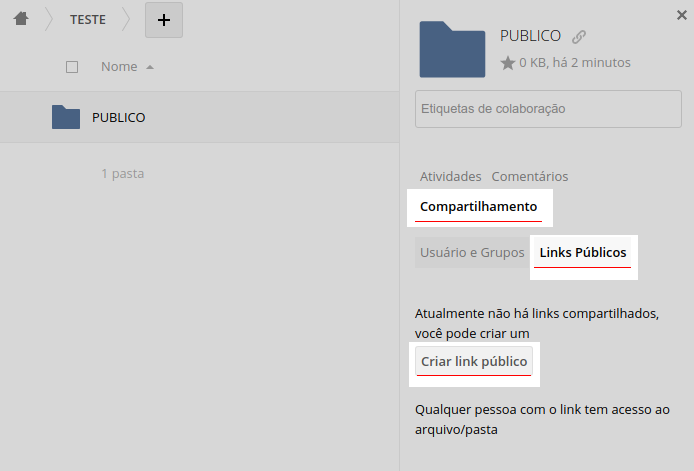 TESTE
+
Nome
PUBLICO
1 pasta
PUBLICO
0 KB, há 2 minutos
Etiquetas de colaboração
Atividades Comentários
Compartilhamento
Usuário e Grupos Links Públicos
Atualmente não há links compartilhados,
você pode criar um
Criar link público
Qualquer pessoa com o link tem acesso ao
arquivo/pasta